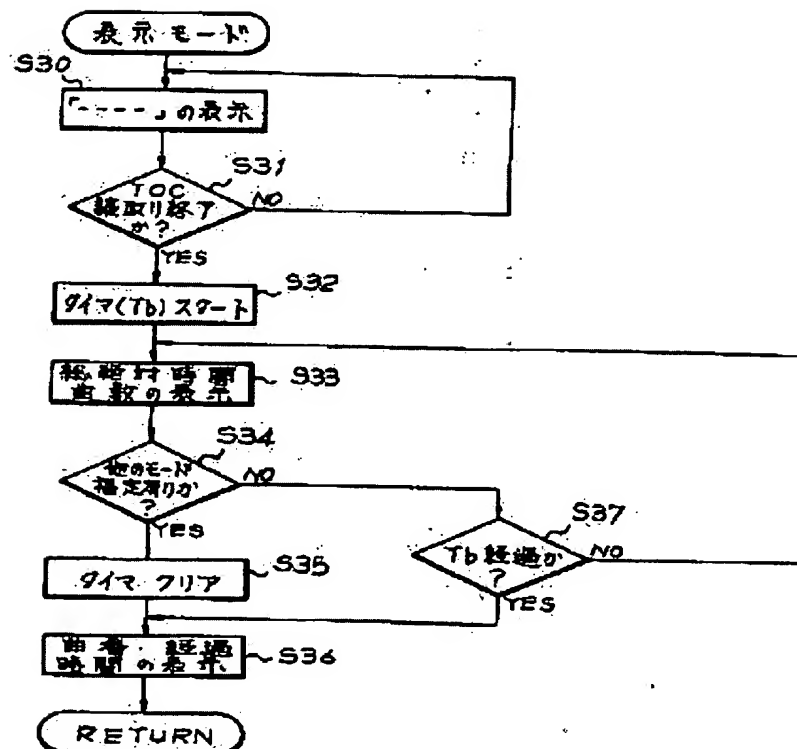 表示モード
S30
「----」の表示
S31
TOC
読取り終了
か?
NO
YES
S32
タイマ(Tb)スタート
総絶対時間
曲数の表示
S33
S34
他のモード
指定有りか
?
NO
YES
S37
Tb経過か
?
NO
YES
タイマ クリア
S35
曲番・経過
時間の表示
S36
RETURN